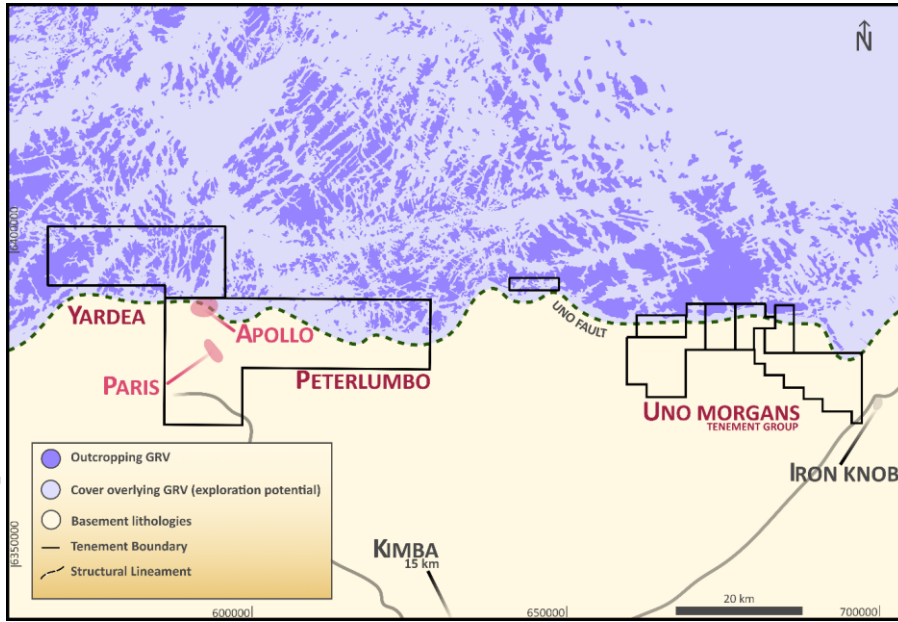 N
6400000
UNO FAULT
YARDEA
APOLLO
PARIS
PETERLUMBO
UNO MORGANS
TENEMENT GROUP
IRON KNOB
Outcropping GRV
Cover overlying GRV (exploration potential)
Basement lithologies
Tenement Boundary
Structural Lineament
6350000
KIMBA
15 km
20 km
600000
650000
700000